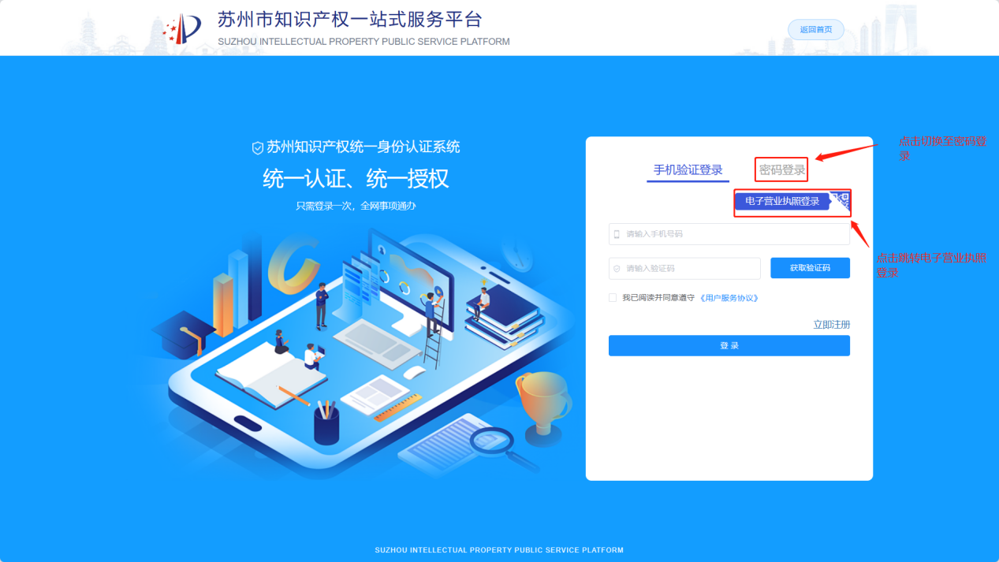 苏州市知识产权一站式服务平台
SUZHOU INTELLECTUAL PROPERTY PUBLIC SERVICE PLATFORM
返回首页
苏州知识产权统一身份认证系统
统一认证、统一授权
只需登录一次，全网事项通办
手机验证登录
密码登录
点击切换至密码登
录
电子营业执照登录
请输入手机号码
点击跳转电子营业执照
登录
请输入验证码
获取验证码
我已阅读并同意遵守《用户服务协议》
立即注册
登 录
SUZHOU INTELLECTUAL PROPERTY PUBLIC SERVICE PLATFORM